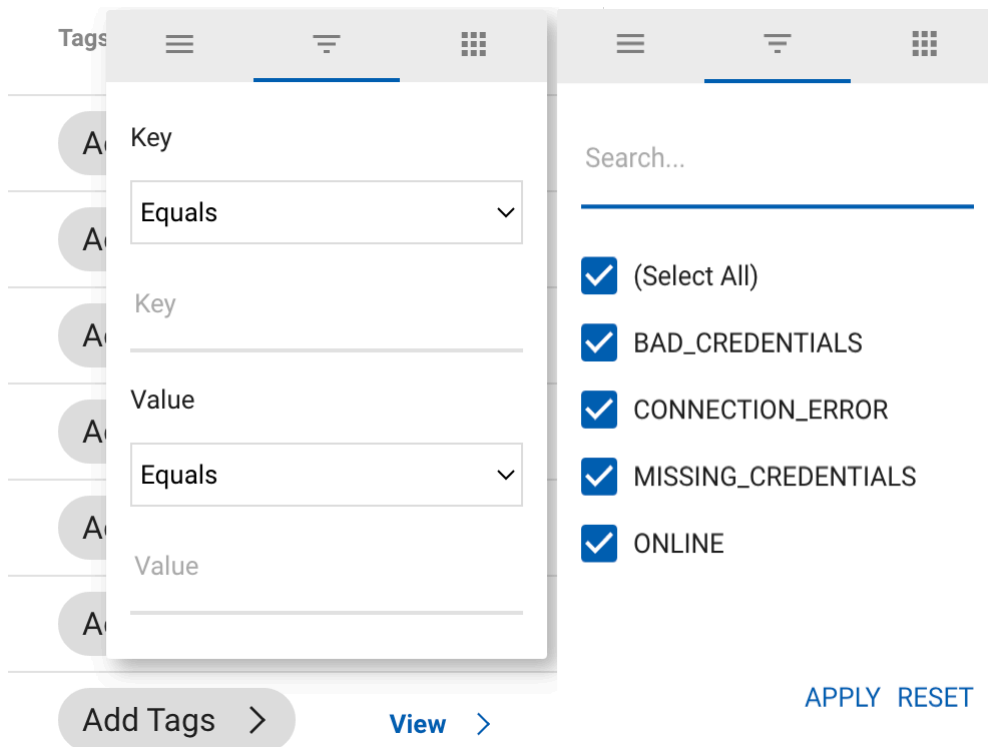 Tags
Key
Equals
Key
Value
Equals
Value
Add Tags
View
Search...
(Select All)
BAD_CREDENTIALS
CONNECTION_ERROR
MISSING_CREDENTIALS
ONLINE
APPLY RESET